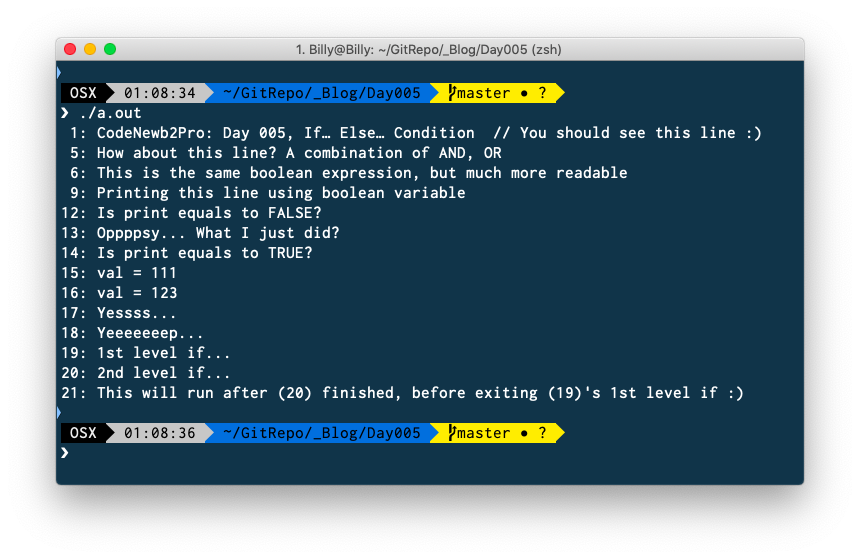 1. Billy@Billy: ~/GitRepo/_Blog/Day005 (zsh)
OSX 01:08:34 ~/GitRepo/_Blog/Day005 master • ?
❯ ./a.out
1: CodeNewb2Pro: Day 005, If… Else… Condition // You should see this line :)
5: How about this line? A combination of AND, OR
6: This is the same boolean expression, but much more readable
9: Printing this line using boolean variable
12: Is print equals to FALSE?
13: Oppppsy... What I just did?
14: Is print equals to TRUE?
15: val = 111
16: val = 123
17: Yessss...
18: Yeeeeeeep...
19: 1st level if...
20: 2nd level if...
21: This will run after (20) finished, before exiting (19)'s 1st level if :)
OSX 01:08:36 ~/GitRepo/_Blog/Day005 master • ?
❯